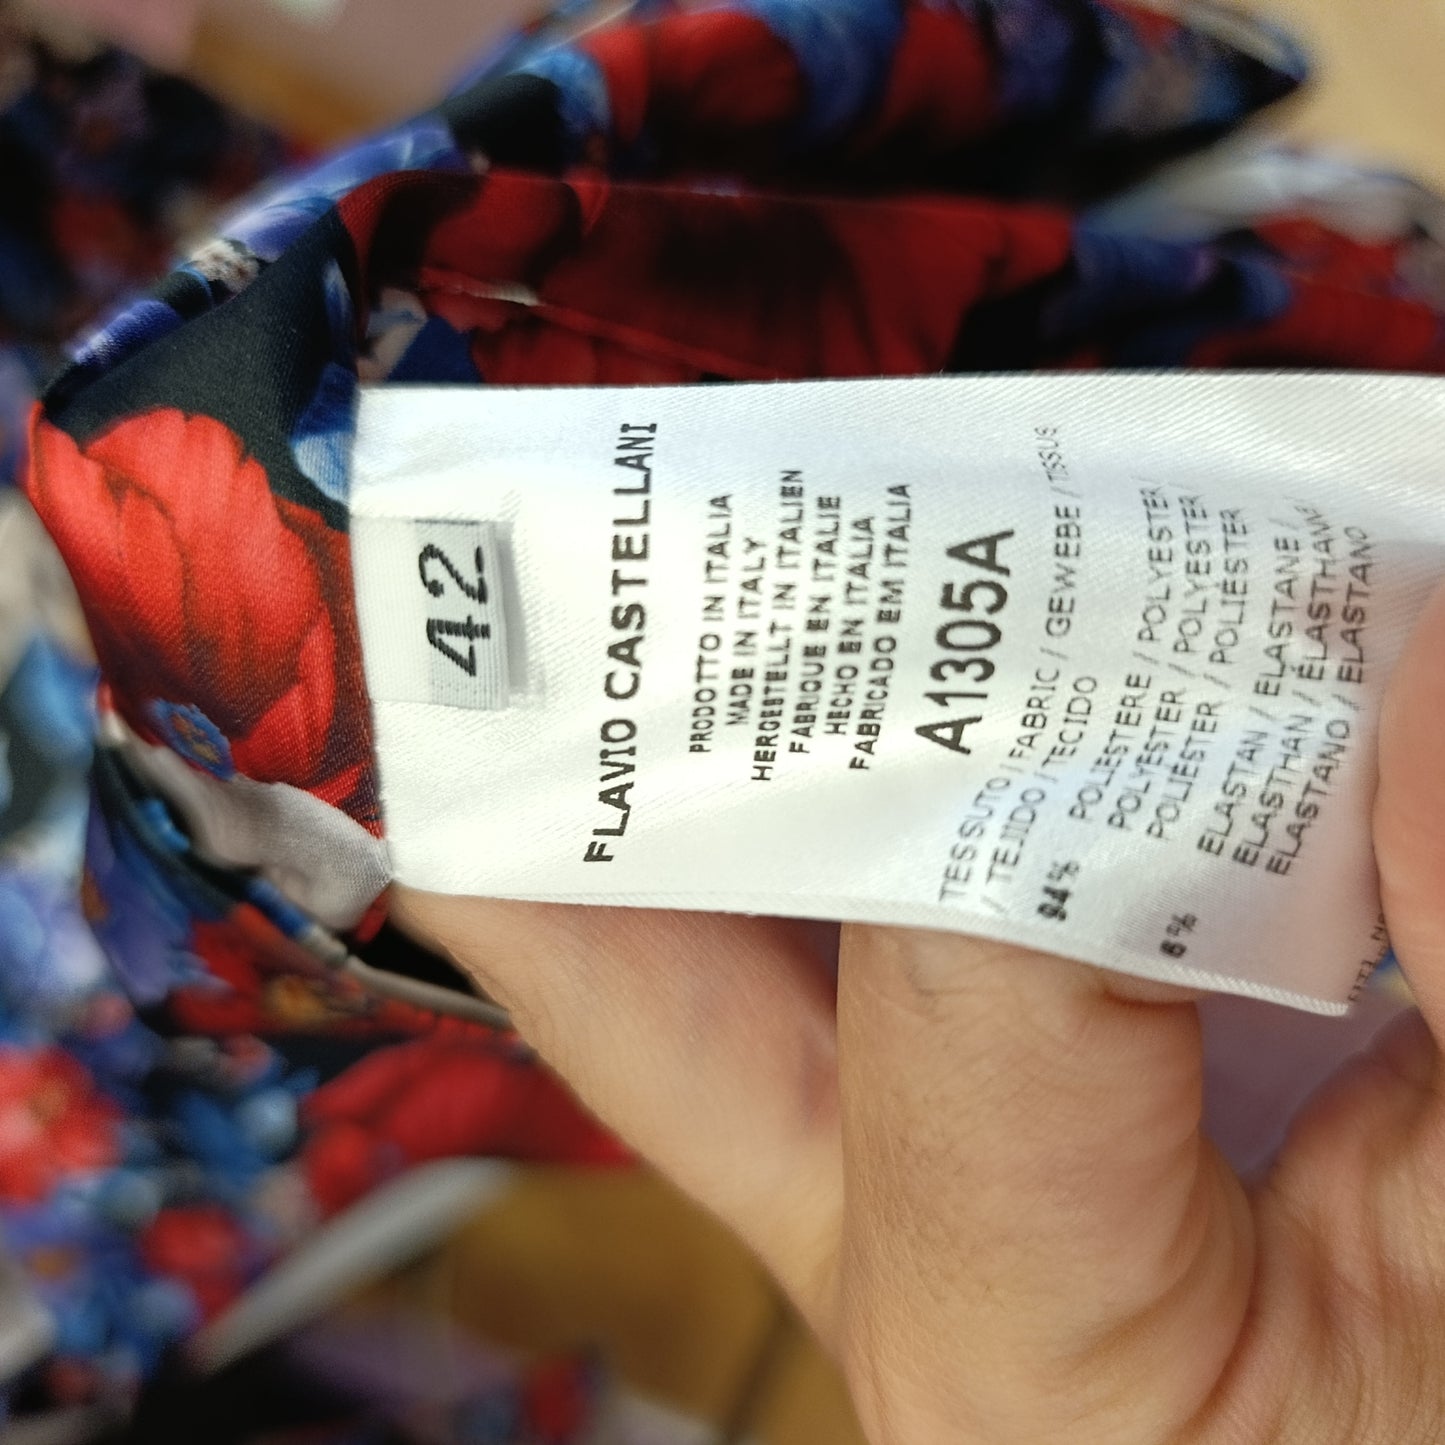 42
FLAVIO CASTELLANI
PRODOTTO IN ITALIA
MADE IN ITALY
HERGESTELLT IN ITALIEN
FABRIQUE EN ITALIE
HECHO EN ITALIA
FABRICADO EM ITALIA
A1305A
TESSUTO / FABRIC / GEWEBE / TISSUS
/ TEJIDO / TECIDO
94% POLIESTERE / POLYESTER /
POLYESTER / POLYESTER /
POLIÉSTER / POLIÉSTER
6% ELASTAN / ELASTANE /
ELASTHAN / ÉLASTHANNE
ELASTANO / ELASTANO